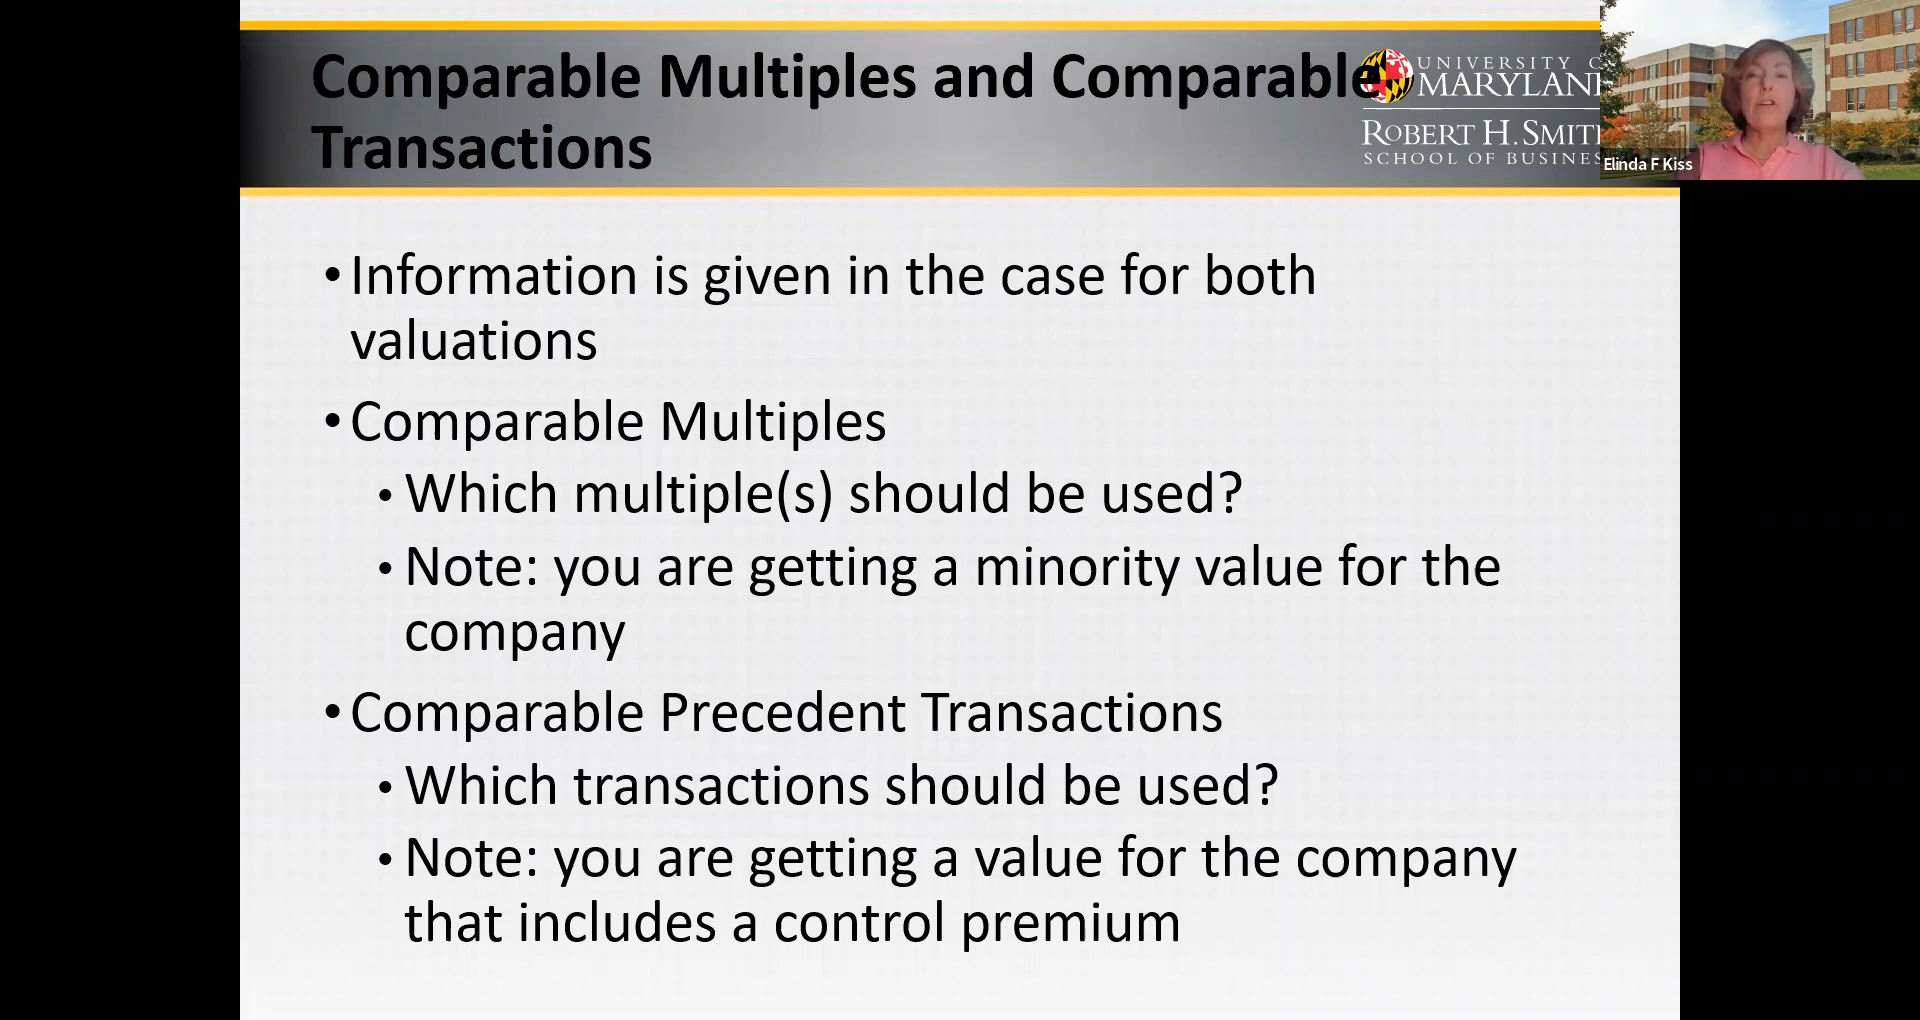 Comparable Multiples and Comparable
Transactions
UNIVERSITY O
MARYLAN
ROBERT H. SMIT
SCHOOL OF BUSINES
Elinda F Kiss
•Information is given in the case for both
valuations
•Comparable Multiples
•Which multiple(s) should be used?
•Note: you are getting a minority value for the
company
•Comparable Precedent Transactions
•Which transactions should be used?
•Note: you are getting a value for the company
that includes a control premium